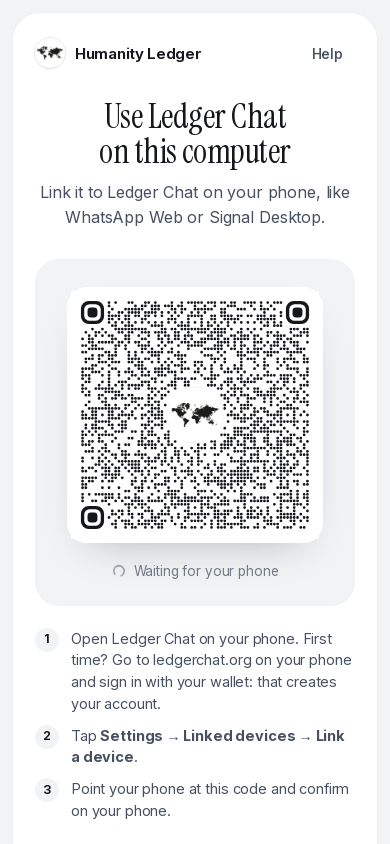 Humanity Ledger
Help
Use Ledger Chat
on this computer
Link it to Ledger Chat on your phone, like
WhatsApp Web or Signal Desktop.
Waiting for your phone
1
Open Ledger Chat on your phone. First
time? Go to ledgerchat.org on your phone
and sign in with your wallet: that creates
your account.
2
Tap Settings → Linked devices → Link
a device.
3
Point your phone at this code and confirm
on your phone.